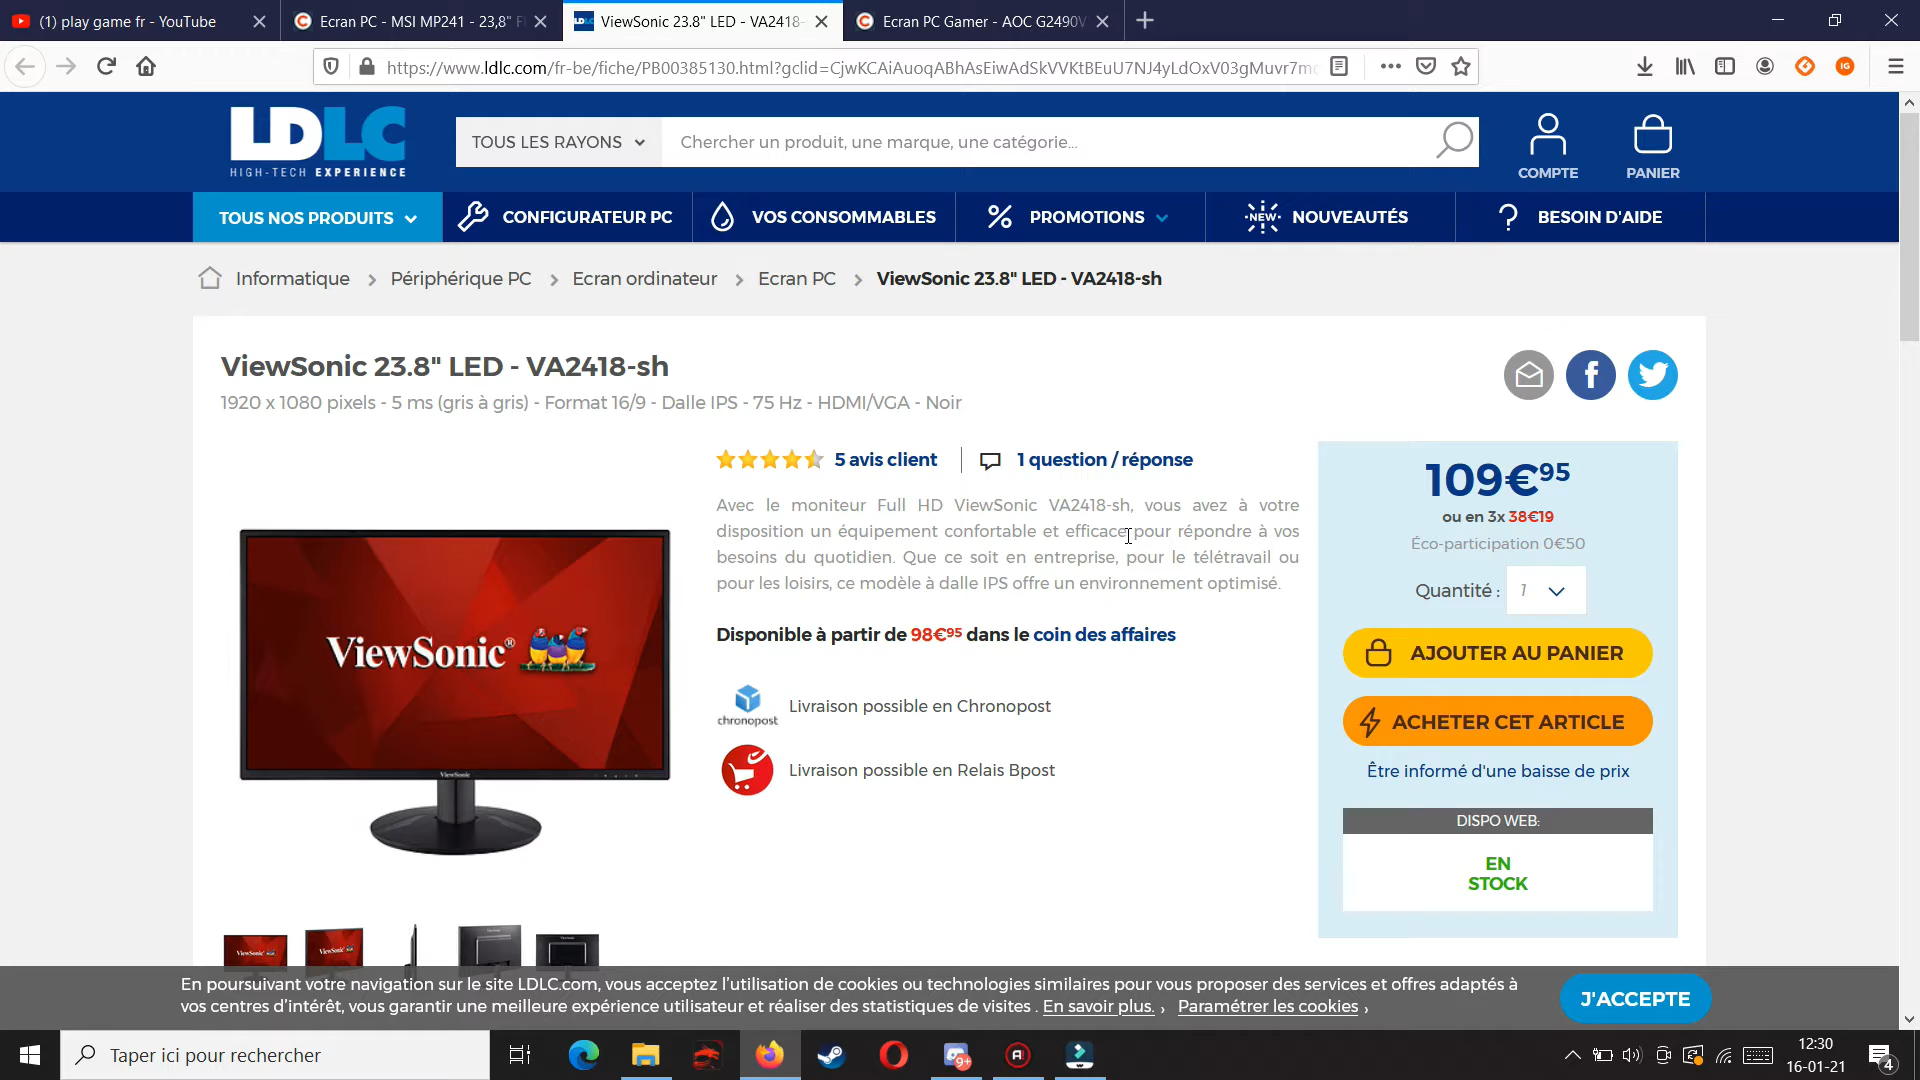 (1) play game fr - YouTube
Ecran PC - MSI MP241 - 23,8" F
ViewSonic 23.8" LED - VA2418-
Ecran PC Gamer - AOC G2490V
https://www.ldlc.com/fr-be/fiche/PB00385130.html?gclid=CjwKCAiAuoqABhAsEiwAdSkVVKtBEuU7NJ4yLdOxV03gMuvr7m
IG
LDLC
HIGH-TECH EXPERIENCE
TOUS LES RAYONS
Chercher un produit, une marque, une catégorie...
COMPTE
PANIER
TOUS NOS PRODUITS
CONFIGURATEUR PC
VOS CONSOMMABLES
PROMOTIONS
NEW
NOUVEAUTÉS
BESOIN D'AIDE
Informatique > Périphérique PC > Ecran ordinateur > Ecran PC > ViewSonic 23.8" LED - VA2418-sh
ViewSonic 23.8" LED - VA2418-sh
1920 x 1080 pixels - 5 ms (gris à gris) - Format 16/9 - Dalle IPS - 75 Hz - HDMI/VGA - Noir
5 avis client
1 question / réponse
Avec le moniteur Full HD ViewSonic VA2418-sh, vous avez à votre
disposition un équipement confortable et efficace pour répondre à vos
besoins du quotidien. Que ce soit en entreprise, pour le télétravail ou
pour les loisirs, ce modèle à dalle IPS offre un environnement optimisé.
Disponible à partir de 98€95 dans le coin des affaires
chronopost
Livraison possible en Chronopost
Livraison possible en Relais Bpost
ViewSonic®
ViewSonic
109€95
ou en 3x 38€19
Éco-participation 0€50
Quantité : 1
AJOUTER AU PANIER
ACHETER CET ARTICLE
Être informé d'une baisse de prix
DISPO WEB:
EN
STOCK
ViewSonic
ViewSonic
En poursuivant votre navigation sur le site LDLC.com, vous acceptez l'utilisation de cookies ou technologies similaires pour vous proposer des services et offres adaptés à
vos centres d'intérêt, vous garantir une meilleure expérience utilisateur et réaliser des statistiques de visites . En savoir plus. › Paramétrer les cookies ›
J'ACCEPTE
Taper ici pour rechercher
9+
12:30
16-01-21
4